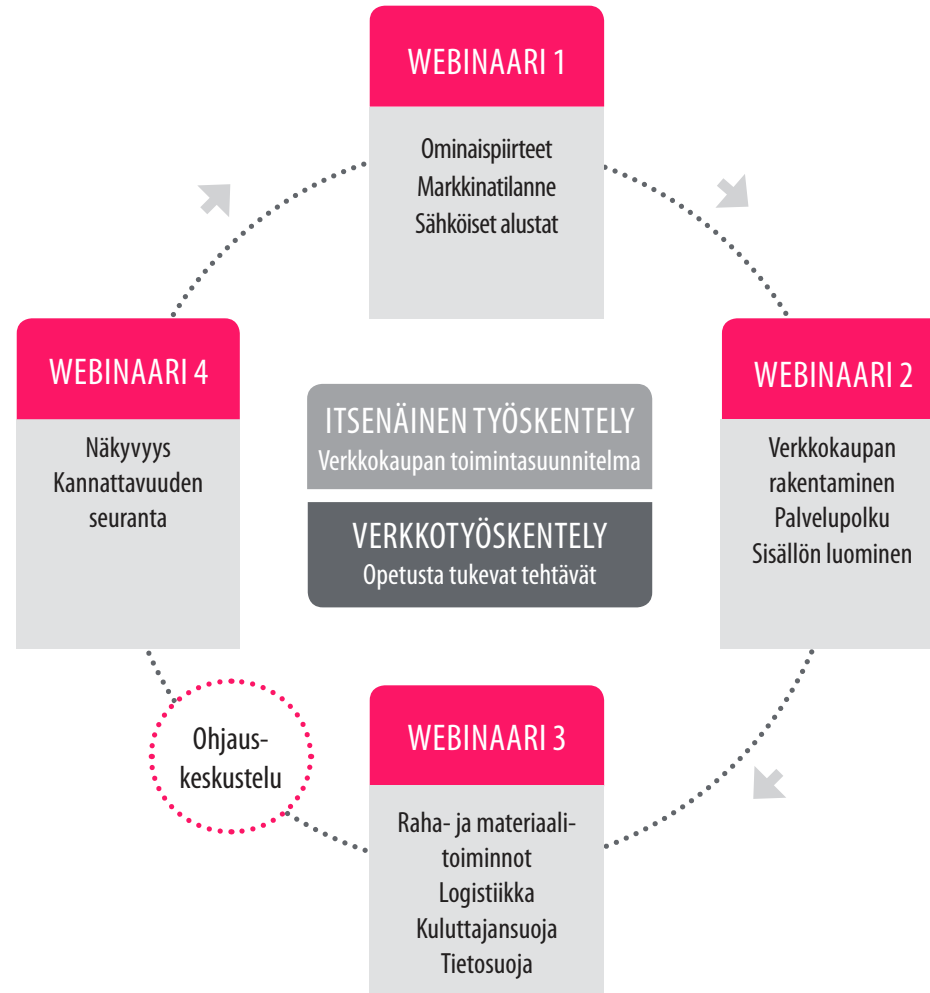 WEBINAARI 1
Ominaispiirteet
Markkinatilanne
Sähköiset alustat
WEBINAARI 2
Verkkokaupan
rakentaminen
Palvelupolku
Sisällön luominen
WEBINAARI 3
Raha- ja materiaali-
toiminnot
Logistiikka
Kuluttajansuoja
Tietosuoja
Ohjaus-
keskustelu
WEBINAARI 4
Näkyvyys
Kannattavuuden
seuranta
ITSENÄINEN TYÖSKENTELY
Verkkokaupan toimintasuunnitelma
VERKKOTYÖSKENTELY
Opetusta tukevat tehtävät